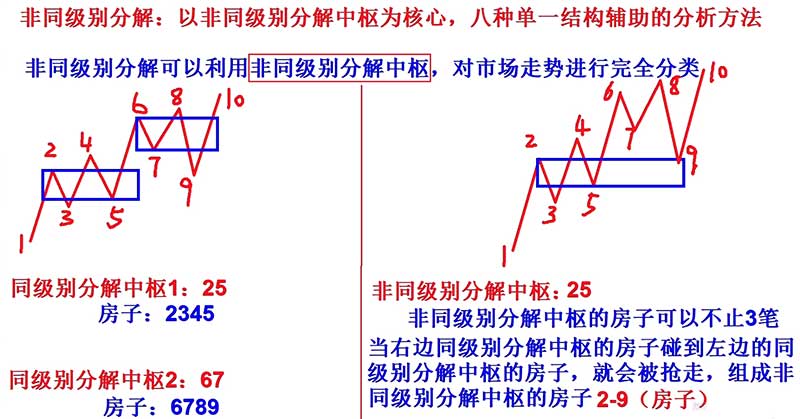 非同级别分解：以非同级别分解中枢为核心，八种单一结构辅助的分析方法
非同级别分解可以利用非同级别分解中枢，对市场走势进行完全分类
1
2
3
4
5
6
7
8
9
10
同级别分解中枢1：25
房子：2345
同级别分解中枢2：67
房子：6789
1
2
3
4
5
6
7
8
9
10
非同级别分解中枢：25
非同级别分解中枢的房子可以不止3笔
当右边同级别分解中枢的房子碰到左边的同
级别分解中枢的房子，就会被抢走，组成非
同级别分解中枢的房子 2-9（房子）